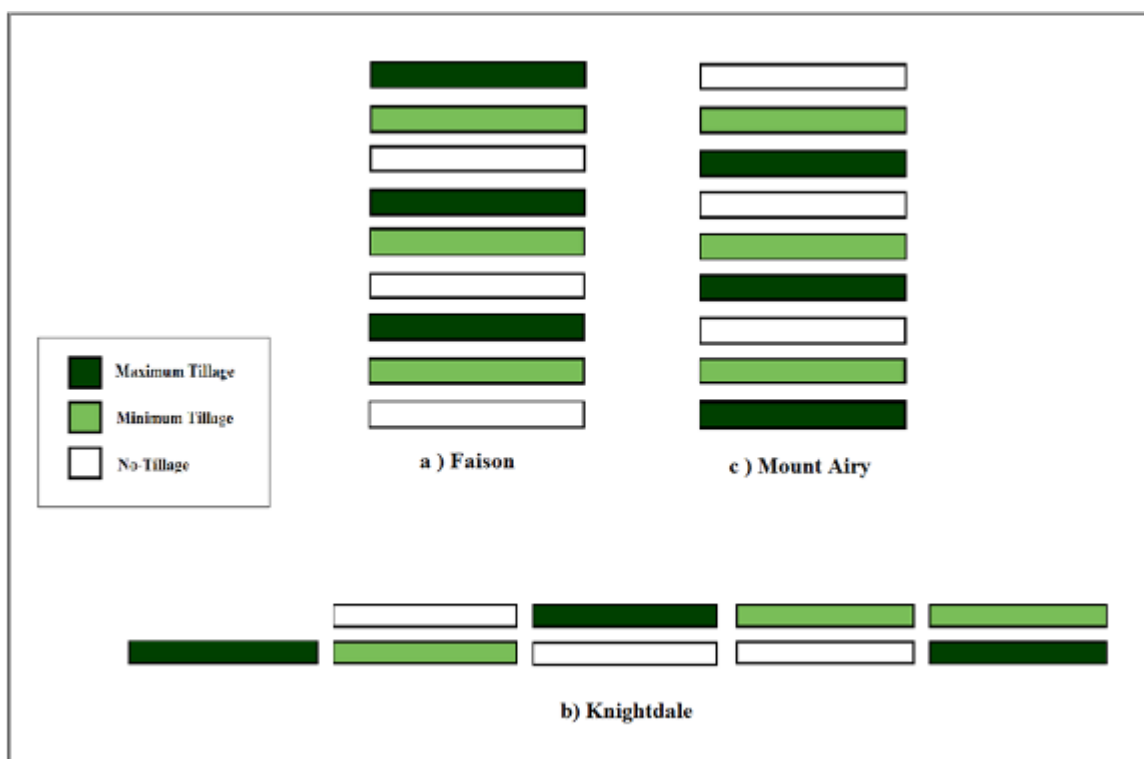 Maximum Tillage
Minimum Tillage
No-Tillage
a ) Faison
c ) Mount Airy
b) Knightdale